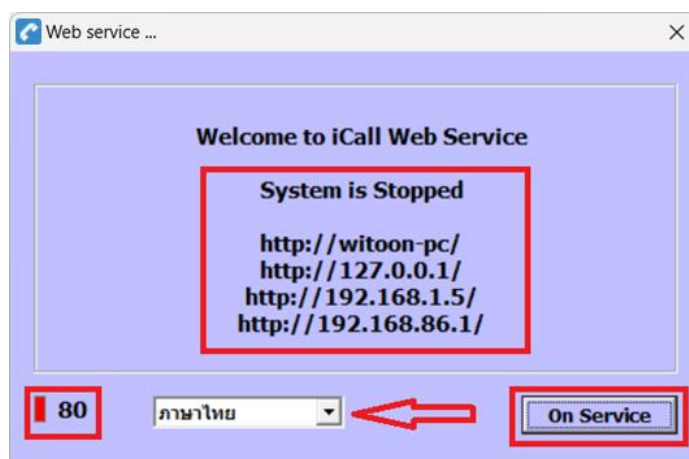 Web service ...
Welcome to iCall Web Service
System is Stopped
http://witoon-pc/
http://127.0.0.1/
http://192.168.1.5/
http://192.168.86.1/
80
ภาษาไทย
On Service